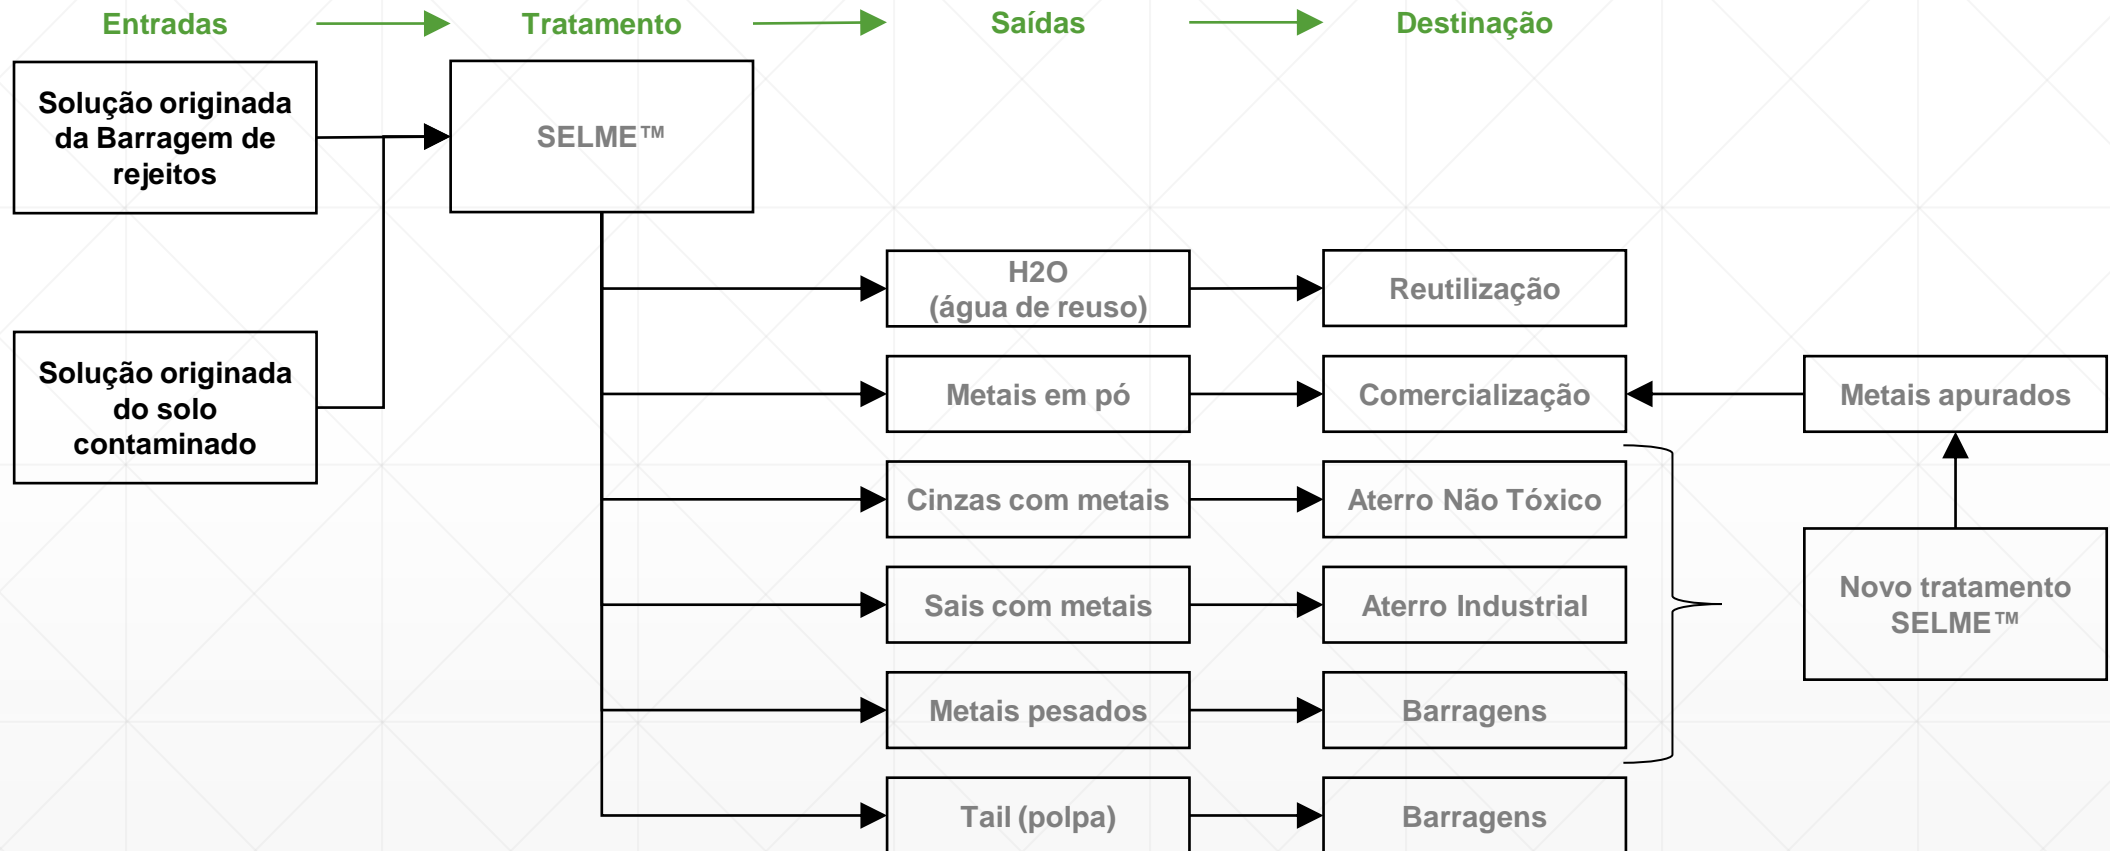 Entradas
Tratamento
Saídas
Destinação
Solução originada
da Barragem de
rejeitos
SELME™
Solução originada
do solo
contaminado
H2O
(água de reuso)
Reutilização
Metais em pó
Comercialização
Metais apurados
Cinzas com metais
Aterro Não Tóxico
Sais com metais
Aterro Industrial
Novo tratamento
SELME™
Metais pesados
Barragens
Tail (polpa)
Barragens